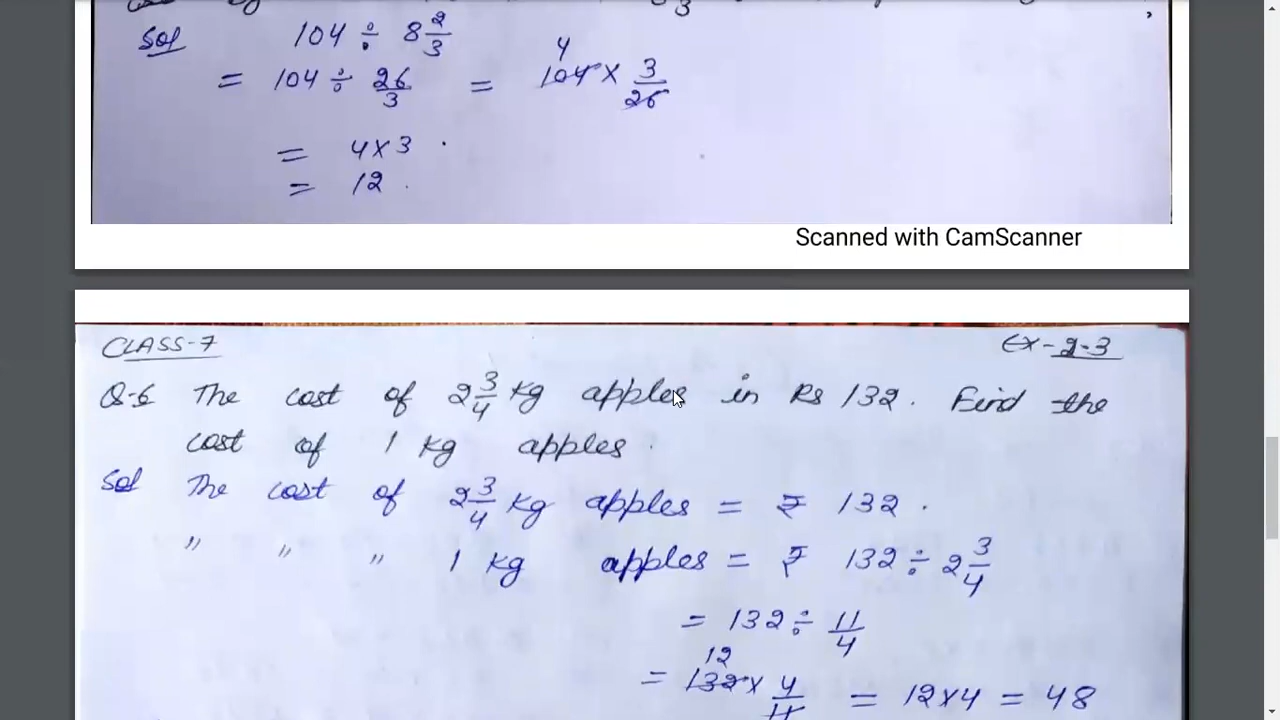 Sol 104 ÷ 8 2/3
= 104 ÷ 26/3 = 104 × 3/26
4
= 4×3
= 12
Scanned with CamScanner
CLASS-7 EX-2.3
Q-6 The cost of 2 3/4 kg apples in Rs 132. Find the
cost of 1 kg apples.
Sol The cost of 2 3/4 kg apples = ₹ 132.
" " " 1 kg apples = ₹ 132 ÷ 2 3/4
= 132 ÷ 11/4
12
= 132 × 4/11 = 12×4 = 48